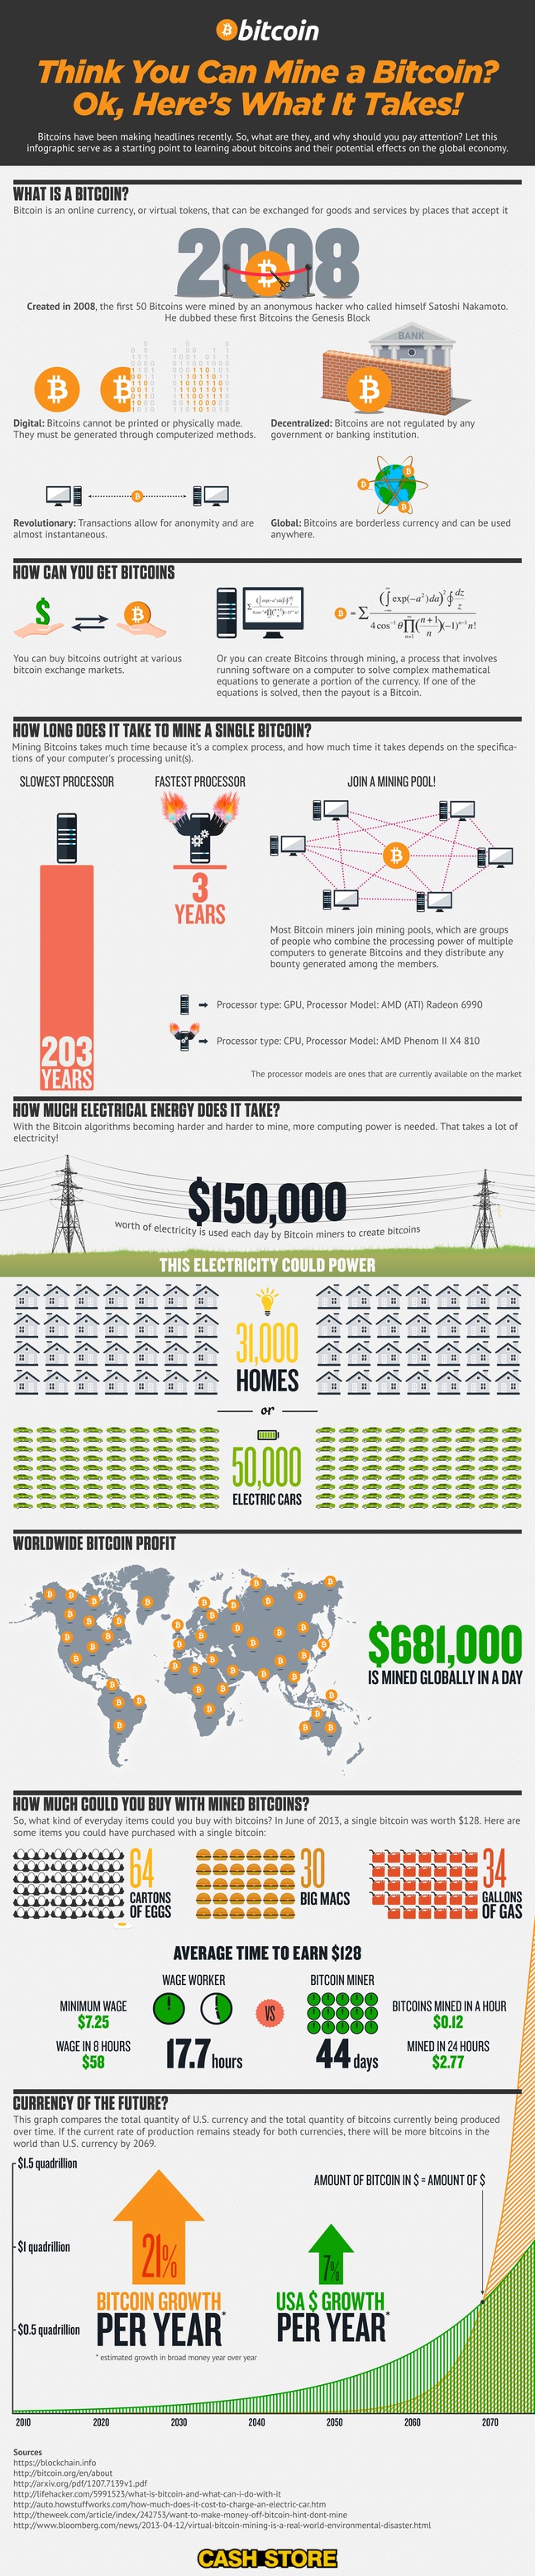 bitcoin
Think You Can Mine a Bitcoin?
Ok, Here's What It Takes!
Bitcoins have been making headlines recently. So, what are they, and why should you pay attention? Let this
infographic serve as a starting point to learning about bitcoins and their potential effects on the global economy.
WHAT IS A BITCOIN?
Bitcoin is an online currency, or virtual tokens, that can be exchanged for goods and services by places that accept it
2008
Created in 2008, the first 50 Bitcoins were mined by an anonymous hacker who called himself Satoshi Nakamoto.
He dubbed these first Bitcoins the Genesis Block
BANK
Digital: Bitcoins cannot be printed or physically made.
They must be generated through computerized methods.
Decentralized: Bitcoins are not regulated by any
government or banking institution.
Revolutionary: Transactions allow for anonymity and are
almost instantaneous.
Global: Bitcoins are borderless currency and can be used
anywhere.
HOW CAN YOU GET BITCOINS
$
You can buy bitcoins outright at various
bitcoin exchange markets.
Or you can create Bitcoins through mining, a process that involves
running software on a computer to solve complex mathematical
equations to generate a portion of the currency. If one of the
equations is solved, then the payout is a Bitcoin.
HOW LONG DOES IT TAKE TO MINE A SINGLE BITCOIN?
Mining Bitcoins takes much time because it's a complex process, and how much time it takes depends on the specifica-
tions of your computer's processing unit(s).
SLOWEST PROCESSOR
FASTEST PROCESSOR
JOIN A MINING POOL!
3
YEARS
Most Bitcoin miners join mining pools, which are groups
of people who combine the processing power of multiple
computers to generate Bitcoins and they distribute any
bounty generated among the members.
Processor type: GPU, Processor Model: AMD (ATI) Radeon 6990
Processor type: CPU, Processor Model: AMD Phenom II X4 810
203
YEARS
The processor models are ones that are currently available on the market
HOW MUCH ELECTRICAL ENERGY DOES IT TAKE?
With the Bitcoin algorithms becoming harder and harder to mine, more computing power is needed. That takes a lot of
electricity!
$150,000
worth of electricity is used each day by Bitcoin miners to create bitcoins
THIS ELECTRICITY COULD POWER
31,000
HOMES
or
50,000
ELECTRIC CARS
WORLDWIDE BITCOIN PROFIT
$681,000
IS MINED GLOBALLY IN A DAY
HOW MUCH COULD YOU BUY WITH MINED BITCOINS?
So, what kind of everyday items could you buy with bitcoins? In June of 2013, a single bitcoin was worth $128. Here are
some items you could have purchased with a single bitcoin:
64
CARTONS
OF EGGS
30
BIG MACS
34
GALLONS
OF GAS
AVERAGE TIME TO EARN $128
WAGE WORKER
BITCOIN MINER
MINIMUM WAGE
$7.25
VS
BITCOINS MINED IN A HOUR
$0.12
WAGE IN 8 HOURS
$58
17.7 hours
44 days
MINED IN 24 HOURS
$2.77
CURRENCY OF THE FUTURE?
This graph compares the total quantity of U.S. currency and the total quantity of bitcoins currently being produced
over time. If the current rate of production remains steady for both currencies, there will be more bitcoins in the
world than U.S. currency by 2069.
$1.5 quadrillion
AMOUNT OF BITCOIN IN $ = AMOUNT OF $
$1 quadrillion
21%
7%
BITCOIN GROWTH
PER YEAR*
USA $ GROWTH
PER YEAR*
$0.5 quadrillion
* estimated growth in broad money year over year
2010 2020 2030 2040 2050 2060 2070
Sources
https://blockchain.info
http://bitcoin.org/en/about
http://arxiv.org/pdf/1207.7139v1.pdf
http://lifehacker.com/5991523/what-is-bitcoin-and-what-can-i-do-with-it
http://auto.howstuffworks.com/how-much-does-it-cost-to-charge-an-electric-car.htm
http://theweek.com/article/index/242753/want-to-make-money-off-bitcoin-hint-dont-mine
http://www.bloomberg.com/news/2013-04-12/virtual-bitcoin-mining-is-a-real-world-environmental-disaster.html
CASH STORE